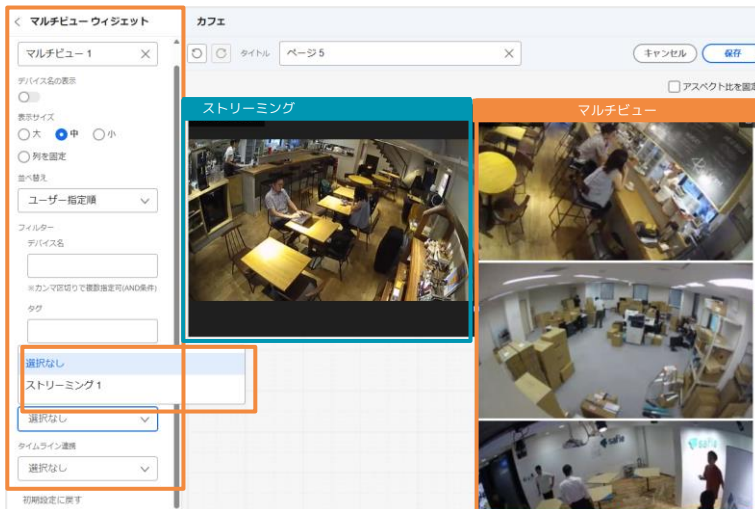 マルチビュー ウィジェット
カフェ
マルチビュー 1
タイトル
ページ 5
キャンセル
保存
アスペクト比を固定
デバイス名の表示
表示サイズ
大
中
小
列を固定
並べ替え
ユーザー指定順
フィルター
デバイス名
※カンマ区切りで複数指定可(AND条件)
タグ
選択なし
ストリーミング 1
選択なし
タイムライン連携
選択なし
初期設定に戻す
ストリーミング
マルチビュー
safie
safie